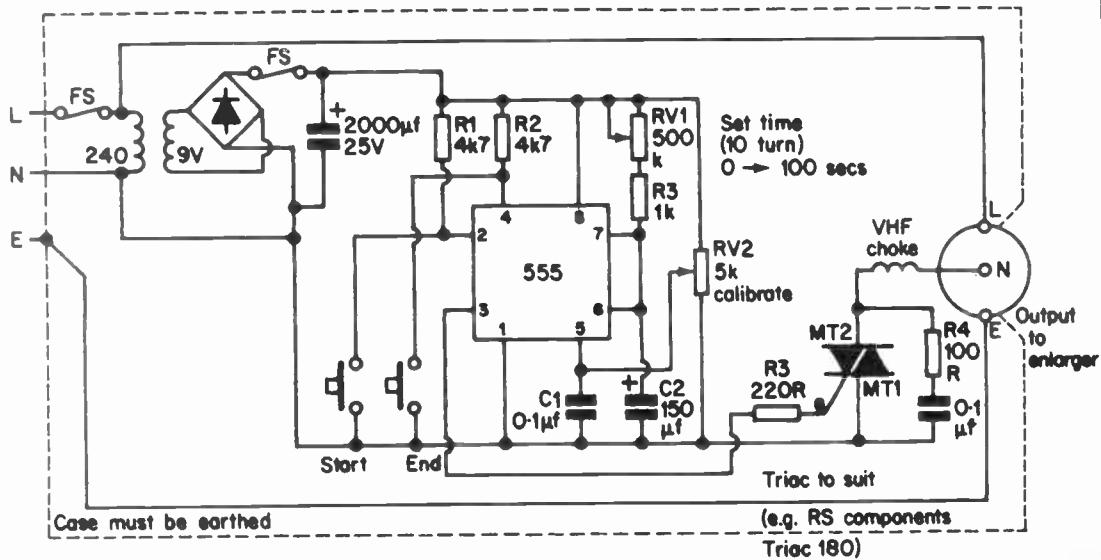 FS
L
FS
240
9V
N
E
+
2000μf
25V
R1
4k7
R2
4k7
RV1
500
k
R3
1k
Set time
(10 turn)
0 → 100 secs
4
8
2
7
555
3
6
1
5
RV2
5k
calibrate
VHF
choke
L
N
E
Output
to
enlarger
MT2
MT1
R4
100
R
0·1
μf
R3
220R
C1
0·1μf
+
C2
150
μf
Start
End
Case must be earthed
Triac to suit
(e.g. RS components
Triac 180)